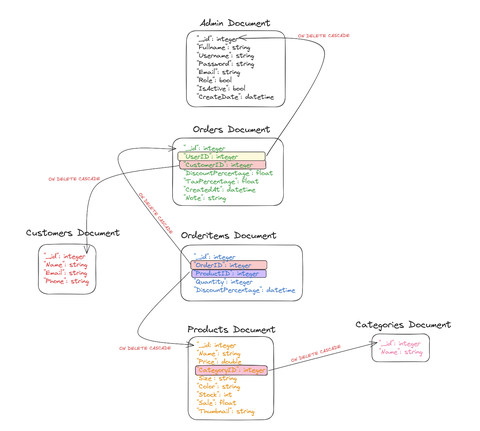 Admin Document
"_id": integer
"Fullname": string
"Username": string
"Password": string
"Email": string
"Role": bool
"IsActive": bool
"CreateDate": datetime
ON DELETE CASCADE
Orders Document
"_id": integer
"UserID": integer
"CustomerID": integer
"DiscountPercentage": float
"TaxPercentage": float
"CreatedAt": datetime
"Note": string
ON DELETE CASCADE
ON DELETE CASCADE
Customers Document
"_id": integer
"Name": string
"Email": string
"Phone": string
Orderitems Document
"_id": integer
"OrderID": integer
"ProductID": integer
"Quantity": integer
"DiscountPercentage": datetime
ON DELETE CASCADE
Products Document
"_id": integer
"Name": string
"Price": double
"CategoryID": integer
"Size": string
"Color": string
"Stock": int
"Sale": float
"Thumbnail": string
ON DELETE CASCADE
Categories Document
"_id": integer
"Name": string